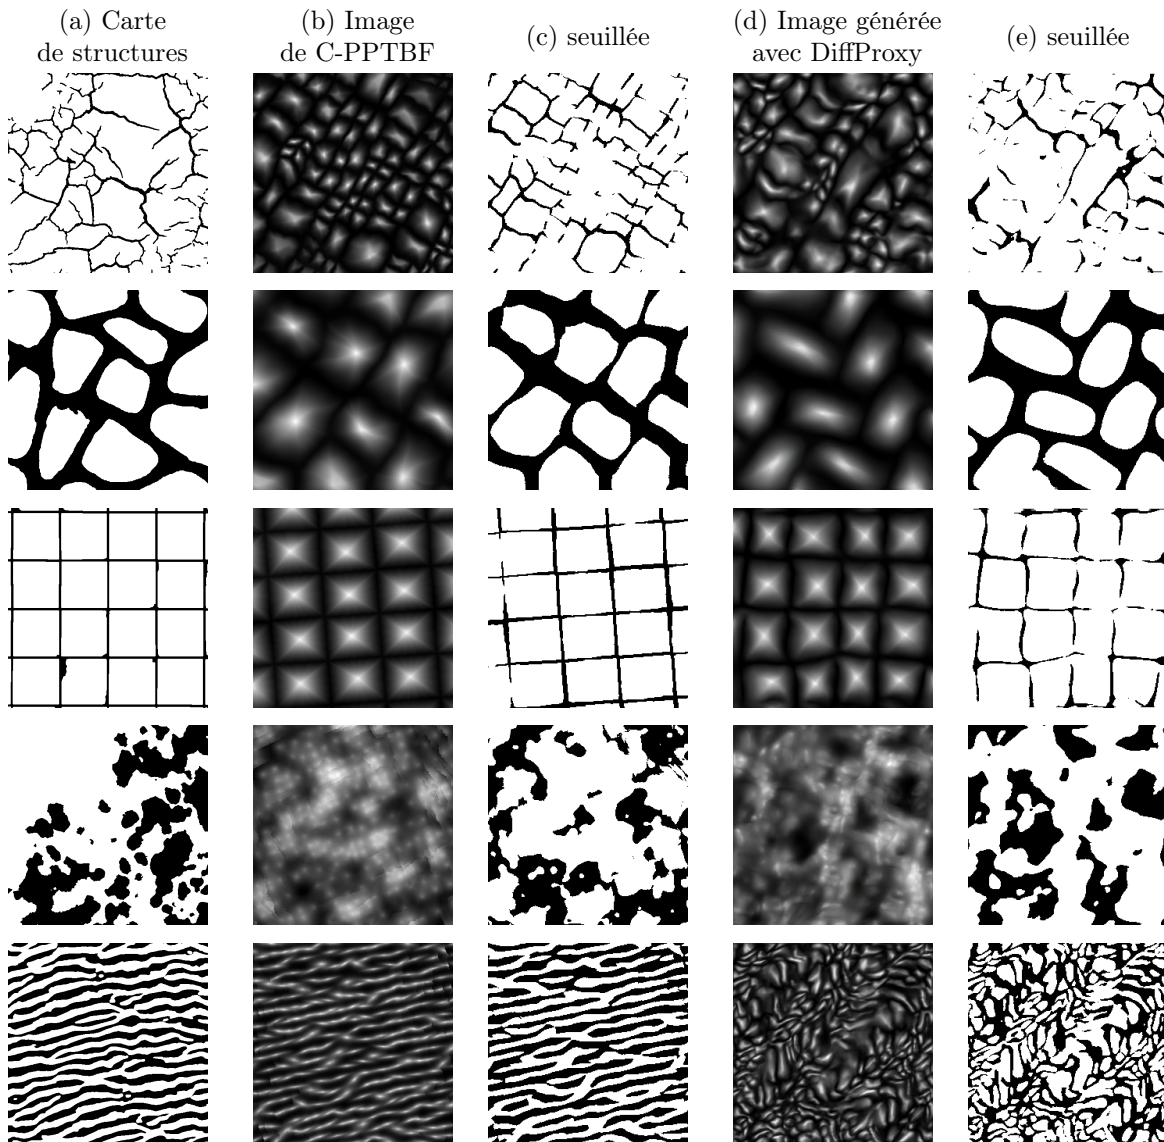 (a) Carte
de structures
(b) Image
de C-PPTBF
(c) seuillée
(d) Image générée
avec DiffProxy
(e) seuillée